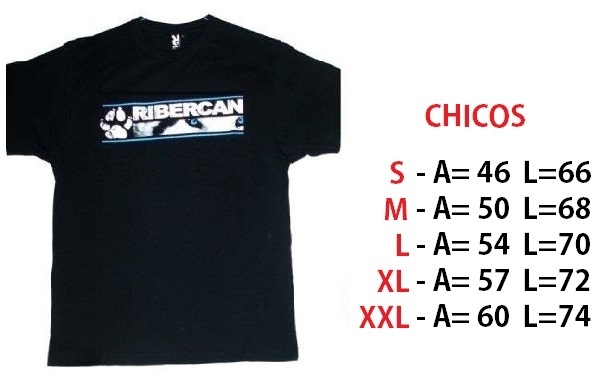 RIBERCAN
CHICOS
S - A= 46 L=66
M - A= 50 L=68
L - A= 54 L=70
XL - A= 57 L=72
XXL - A= 60 L=74